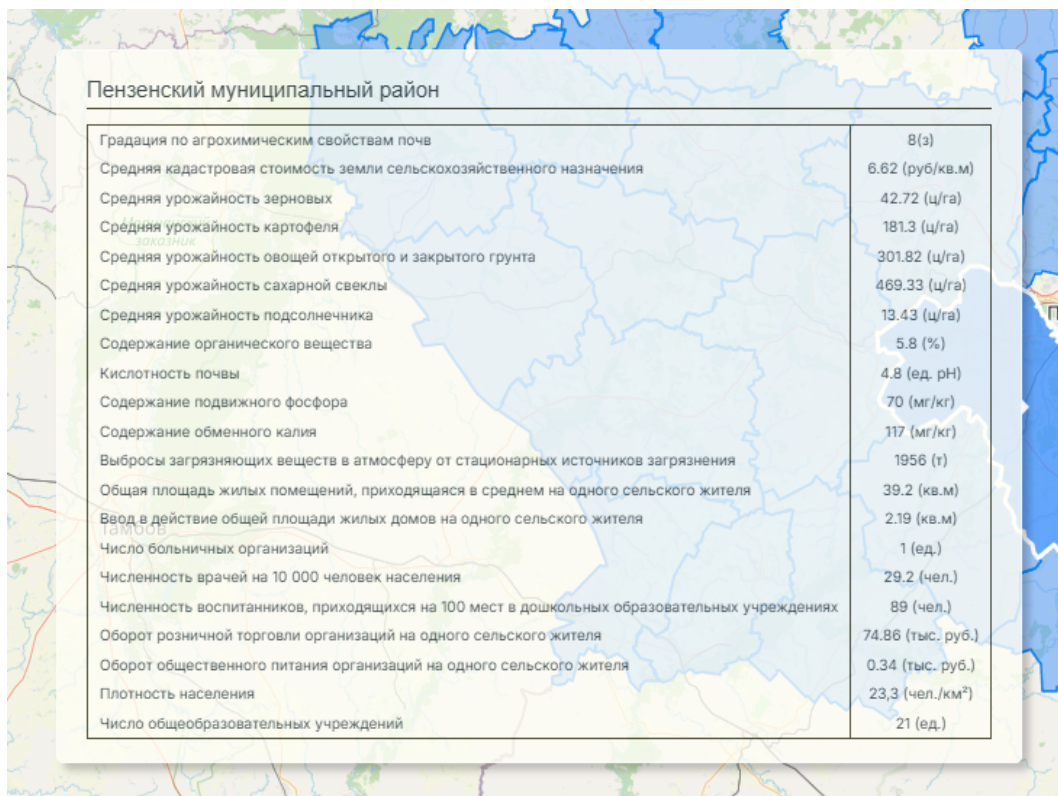 Пензенский муниципальный район
Градация по агрохимическим свойствам почв 8(з)
Средняя кадастровая стоимость земли сельскохозяйственного назначения 6.62 (руб/кв.м)
Средняя урожайность зерновых 42.72 (ц/га)
Средняя урожайность картофеля 181.3 (ц/га)
заказник
Средняя урожайность овощей открытого и закрытого грунта 301.82 (ц/га)
Средняя урожайность сахарной свеклы 469.33 (ц/га)
Средняя урожайность подсолнечника 13.43 (ц/га)
Содержание органического вещества 5.8 (%)
Кислотность почвы 4.8 (ед. pH)
Содержание подвижного фосфора 70 (мг/кг)
Содержание обменного калия 117 (мг/кг)
Выбросы загрязняющих веществ в атмосферу от стационарных источников загрязнения 1956 (т)
Общая площадь жилых помещений, приходящаяся в среднем на одного сельского жителя 39.2 (кв.м)
Ввод в действие общей площади жилых домов на одного сельского жителя 2.19 (кв.м)
Тамбов
Число больничных организаций 1 (ед.)
Численность врачей на 10 000 человек населения 29.2 (чел.)
Численность воспитанников, приходящихся на 100 мест в дошкольных образовательных учреждениях 89 (чел.)
Оборот розничной торговли организаций на одного сельского жителя 74.86 (тыс. руб.)
Оборот общественного питания организаций на одного сельского жителя 0.34 (тыс. руб.)
Плотность населения 23,3 (чел./км²)
Число общеобразовательных учреждений 21 (ед.)